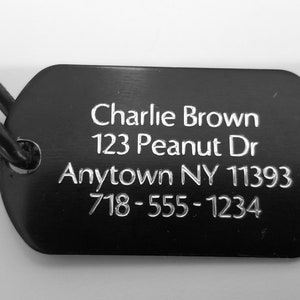 Charlie Brown
123 Peanut Dr
Anytown NY 11393
718-555-1234